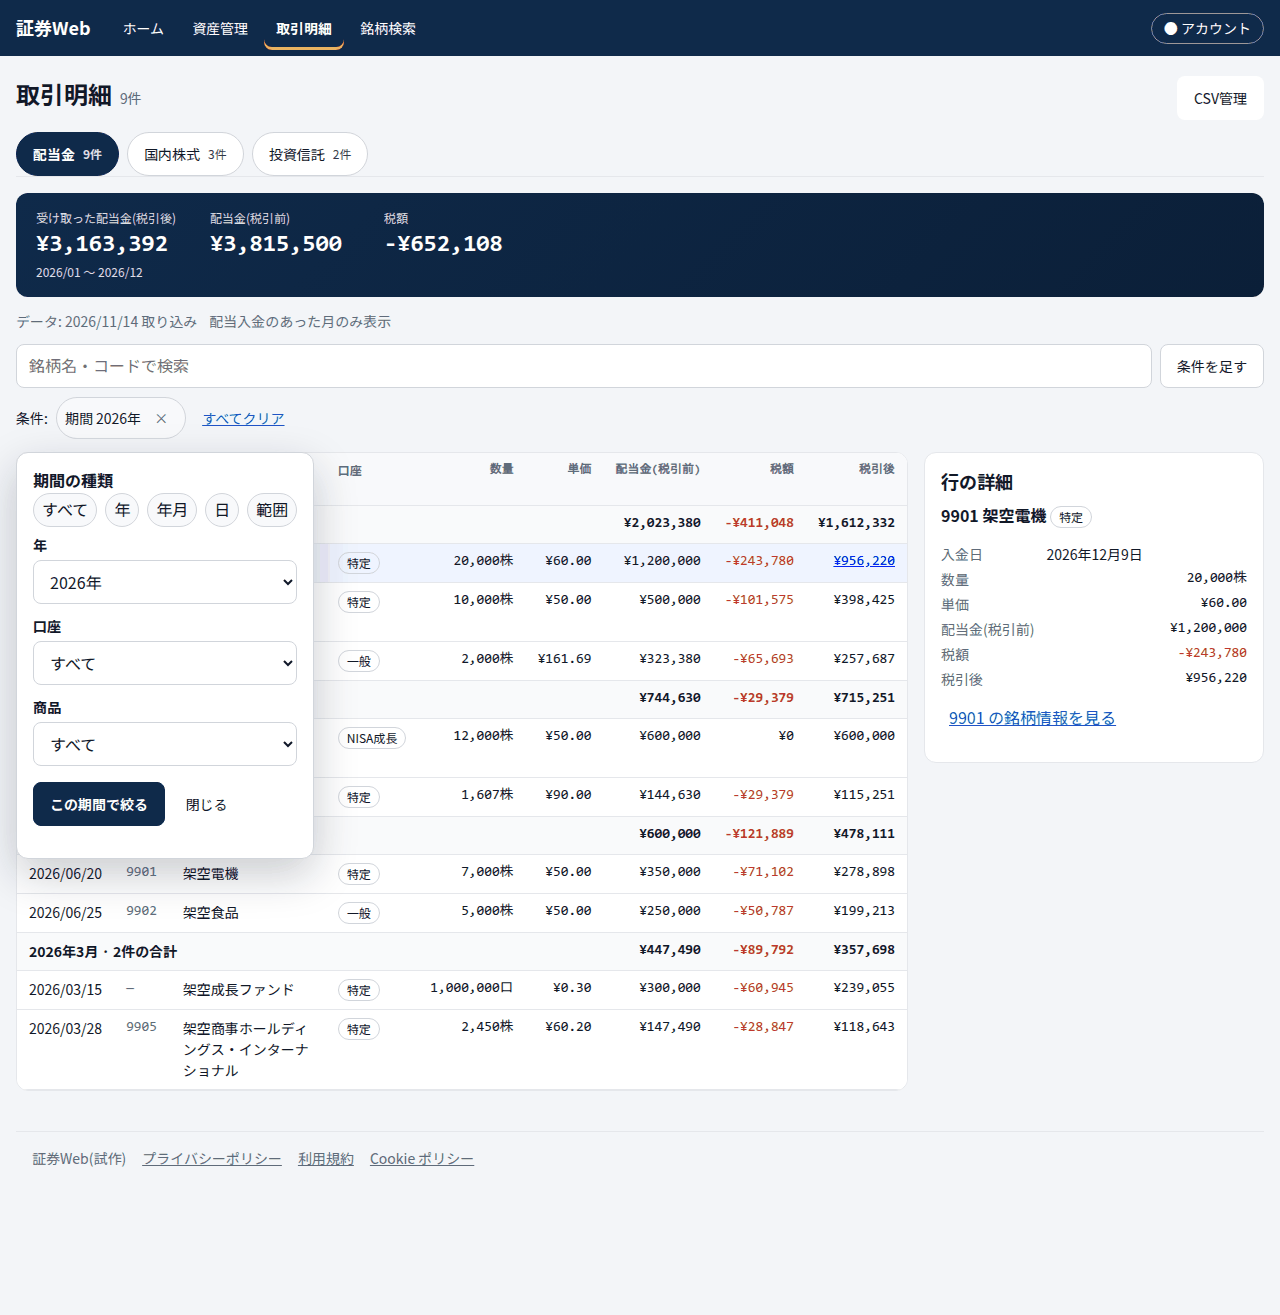 証券Web ホーム 資産管理 取引明細 銘柄検索 アカウント
取引明細 9件 CSV管理
配当金 9件 国内株式 3件 投資信託 2件
受け取った配当金(税引後) 配当金(税引前) 税額
¥3,163,392 ¥3,815,500 -¥652,108
2026/01 〜 2026/12
データ: 2026/11/14 取り込み 配当入金のあった月のみ表示
銘柄名・コードで検索 条件を足す
条件: 期間 2026年 × すべてクリア
期間の種類
すべて 年 年月 日 範囲
年
2026年
口座
すべて
商品
すべて
この期間で絞る 閉じる
口座 数量 単価 配当金(税引前) 税額 税引後
¥2,023,380 -¥411,048 ¥1,612,332
特定 20,000株 ¥60.00 ¥1,200,000 -¥243,780 ¥956,220
特定 10,000株 ¥50.00 ¥500,000 -¥101,575 ¥398,425
一般 2,000株 ¥161.69 ¥323,380 -¥65,693 ¥257,687
¥744,630 -¥29,379 ¥715,251
NISA成長 12,000株 ¥50.00 ¥600,000 ¥0 ¥600,000
特定 1,607株 ¥90.00 ¥144,630 -¥29,379 ¥115,251
¥600,000 -¥121,889 ¥478,111
2026/06/20 9901 架空電機 特定 7,000株 ¥50.00 ¥350,000 -¥71,102 ¥278,898
2026/06/25 9902 架空食品 一般 5,000株 ¥50.00 ¥250,000 -¥50,787 ¥199,213
2026年3月 · 2件の合計 ¥447,490 -¥89,792 ¥357,698
2026/03/15 — 架空成長ファンド 特定 1,000,000口 ¥0.30 ¥300,000 -¥60,945 ¥239,055
2026/03/28 9905 架空商事ホールディ 特定 2,450株 ¥60.20 ¥147,490 -¥28,847 ¥118,643
ングス・インターナ
ショナル
行の詳細
9901 架空電機 特定
入金日 2026年12月9日
数量 20,000株
単価 ¥60.00
配当金(税引前) ¥1,200,000
税額 -¥243,780
税引後 ¥956,220
9901 の銘柄情報を見る
証券Web(試作) プライバシーポリシー 利用規約 Cookie ポリシー